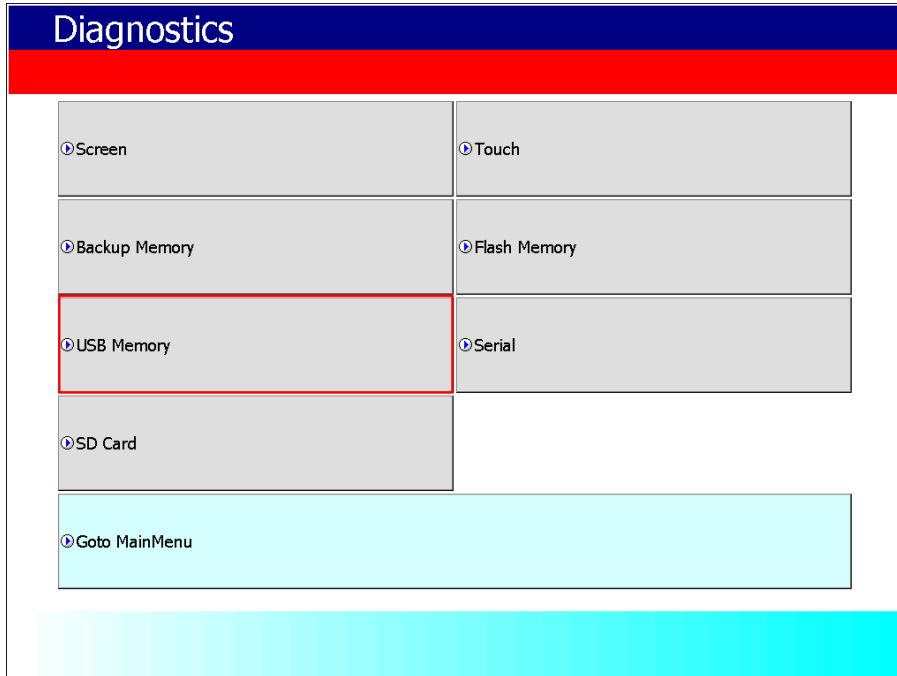 Diagnostics
Screen
Touch
Backup Memory
Flash Memory
USB Memory
Serial
SD Card
Goto MainMenu